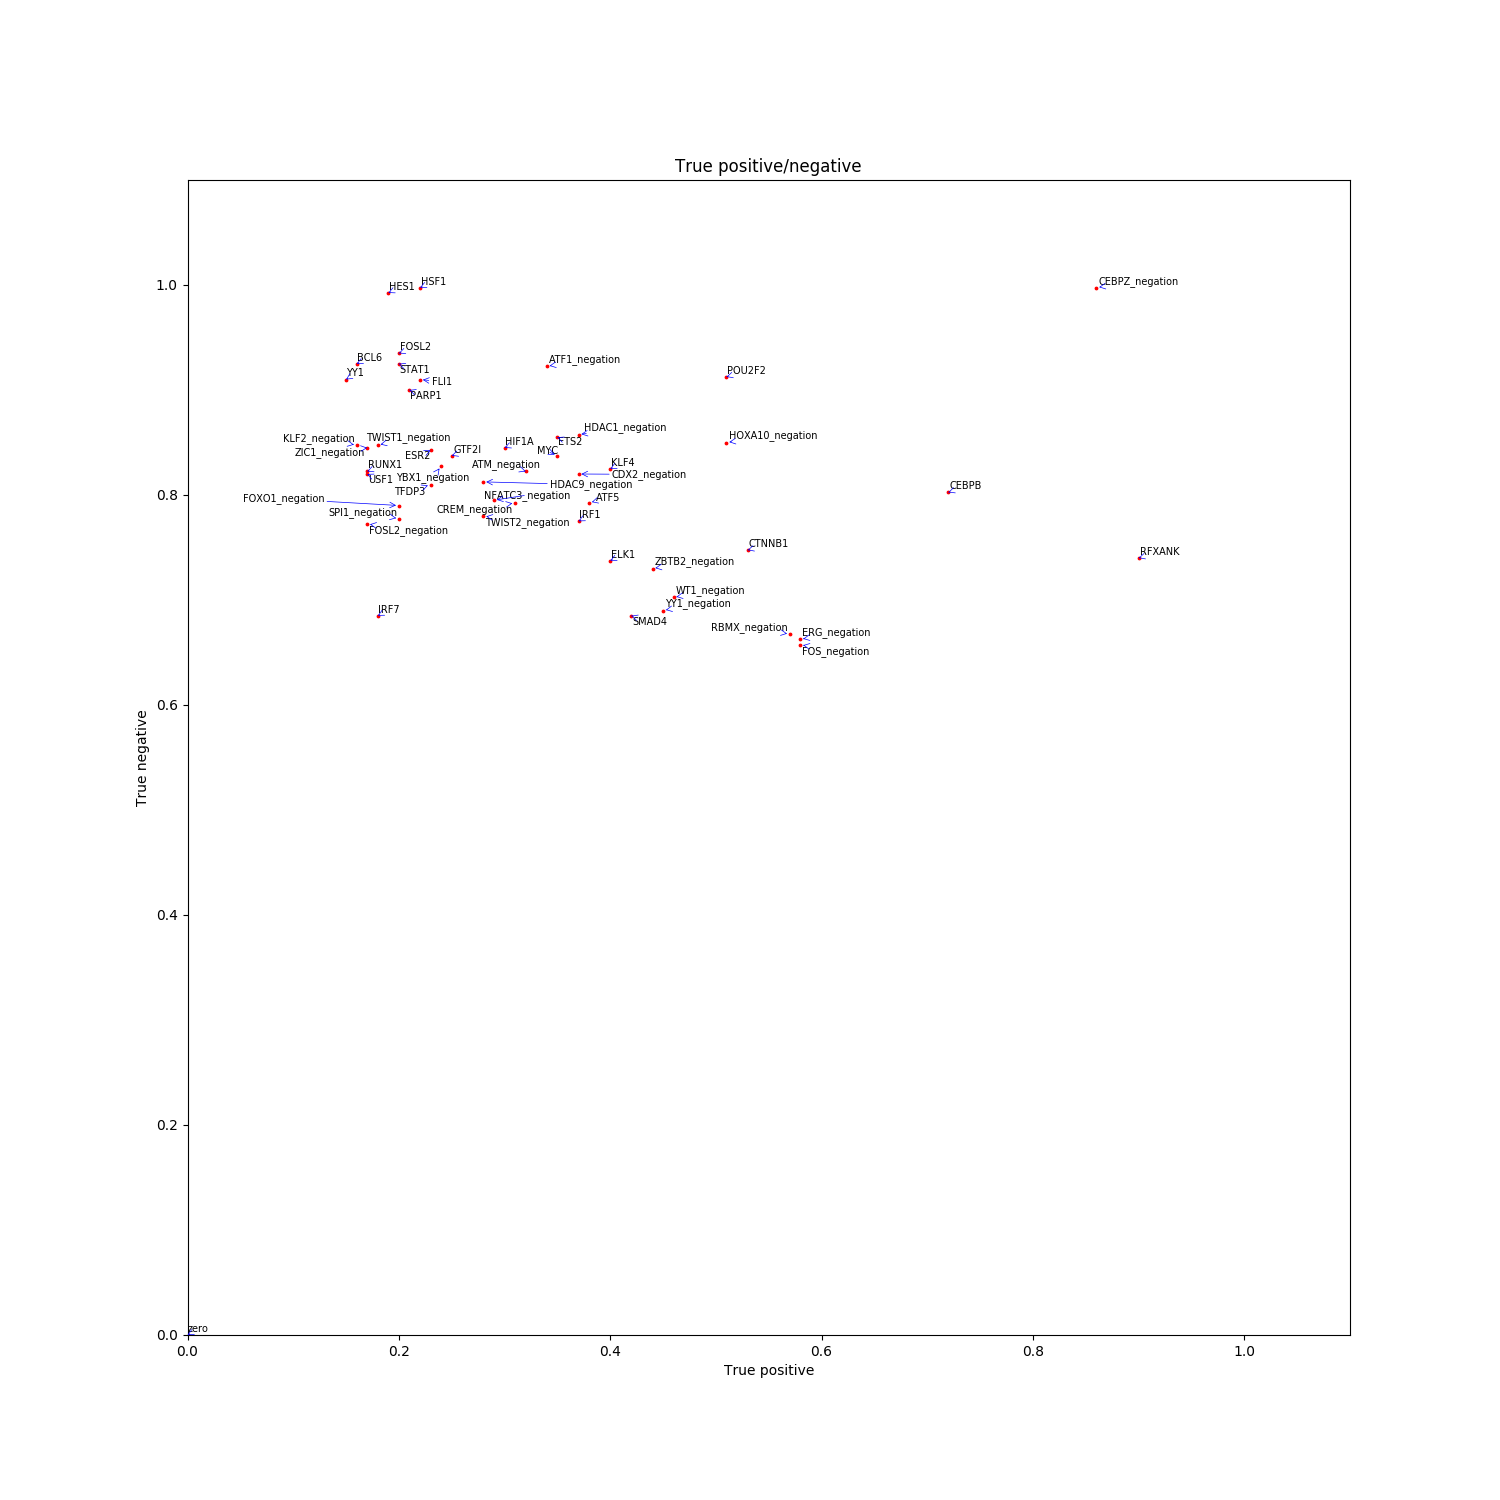 True positive/negative
1.0
HES1
HSF1
CEBPZ_negation
FOSL2
BCL6
STAT1
YY1
FLI1
PARP1
ATF1_negation
POU2F2
KLF2_negation
TWIST1_negation
ZIC1_negation
ESR2
GTF2I
HIF1A
ETS2
HDAC1_negation
MYC
HOXA10_negation
RUNX1
USF1
YBX1_negation
ATM_negation
KLF4
CDX2_negation
TFDP3
HDAC9_negation
0.8
FOXO1_negation
NFATC3_negation
ATF5
CEBPB
SPI1_negation
CREM_negation
IRF1
FOSL2_negation
TWIST2_negation
CTNNB1
ELK1
ZBTB2_negation
RFXANK
WT1_negation
YY1_negation
IRF7
SMAD4
RBMX_negation
ERG_negation
FOS_negation
0.6
True negative
0.4
0.2
zero
0.0
0.0
0.2
0.4
0.6
0.8
1.0
True positive